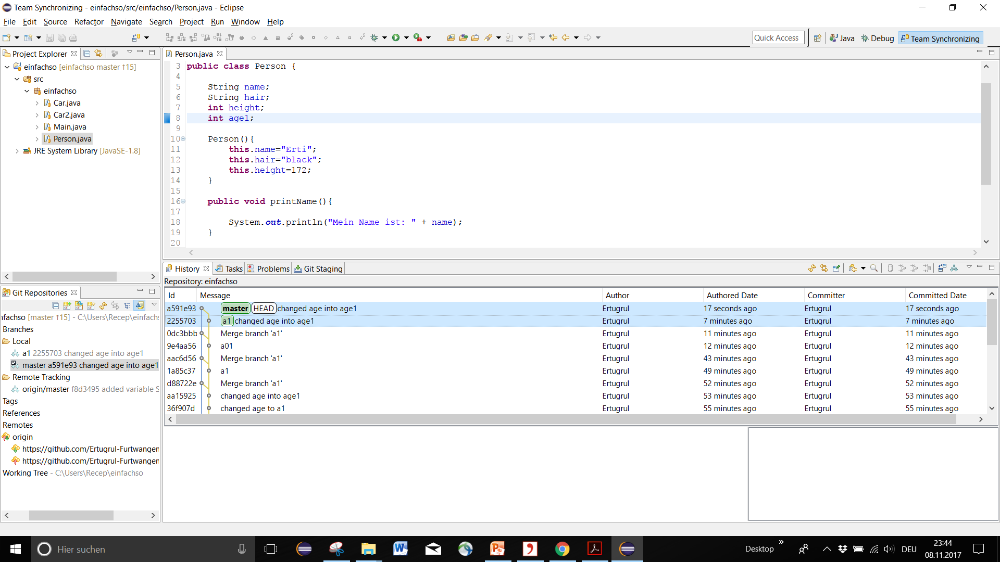 Team Synchronizing - einfachso/src/einfachso/Person.java - Eclipse
File Edit Source Refactor Navigate Search Project Run Window Help
Quick Access Java Debug Team Synchronizing
Project Explorer
einfachso [einfachso master ↑15]
src
einfachso
Car.java
Car2.java
Main.java
Person.java
JRE System Library [JavaSE-1.8]
Person.java
3 public class Person {
4
5 String name;
6 String hair;
7 int height;
8 int age1;
9
10 Person(){
11 this.name="Erti";
12 this.hair="black";
13 this.height=172;
14 }
15
16 public void printName(){
17
18 System.out.println("Mein Name ist: " + name);
19 }
20
Git Repositories
nfachso [master ↑15] - C:\Users\Recep\einfachs
Branches
Local
a1 2255703 changed age into age1
master a591e93 changed age into age1
Remote Tracking
origin/master f8d3495 added variable S
Tags
References
Remotes
origin
https://github.com/Ertugrul-Furtwangen
https://github.com/Ertugrul-Furtwangen
Working Tree - C:\Users\Recep\einfachso
History Tasks Problems Git Staging
Repository: einfachso
Id Message Author Authored Date Committer Committed Date
a591e93 master HEAD changed age into age1 Ertugrul 17 seconds ago Ertugrul 17 seconds ago
2255703 a1 changed age into age1 Ertugrul 7 minutes ago Ertugrul 7 minutes ago
0dc3bbb Merge branch 'a1' Ertugrul 11 minutes ago Ertugrul 11 minutes ago
9e4aa56 a01 Ertugrul 12 minutes ago Ertugrul 12 minutes ago
aac6d56 Merge branch 'a1' Ertugrul 43 minutes ago Ertugrul 43 minutes ago
1a85c37 a1 Ertugrul 49 minutes ago Ertugrul 49 minutes ago
d88722e Merge branch 'a1' Ertugrul 52 minutes ago Ertugrul 52 minutes ago
aa15925 changed age into age1 Ertugrul 53 minutes ago Ertugrul 53 minutes ago
36f907d changed age to a1 Ertugrul 55 minutes ago Ertugrul 55 minutes ago
Hier suchen
Desktop
DEU
23:44
08.11.2017